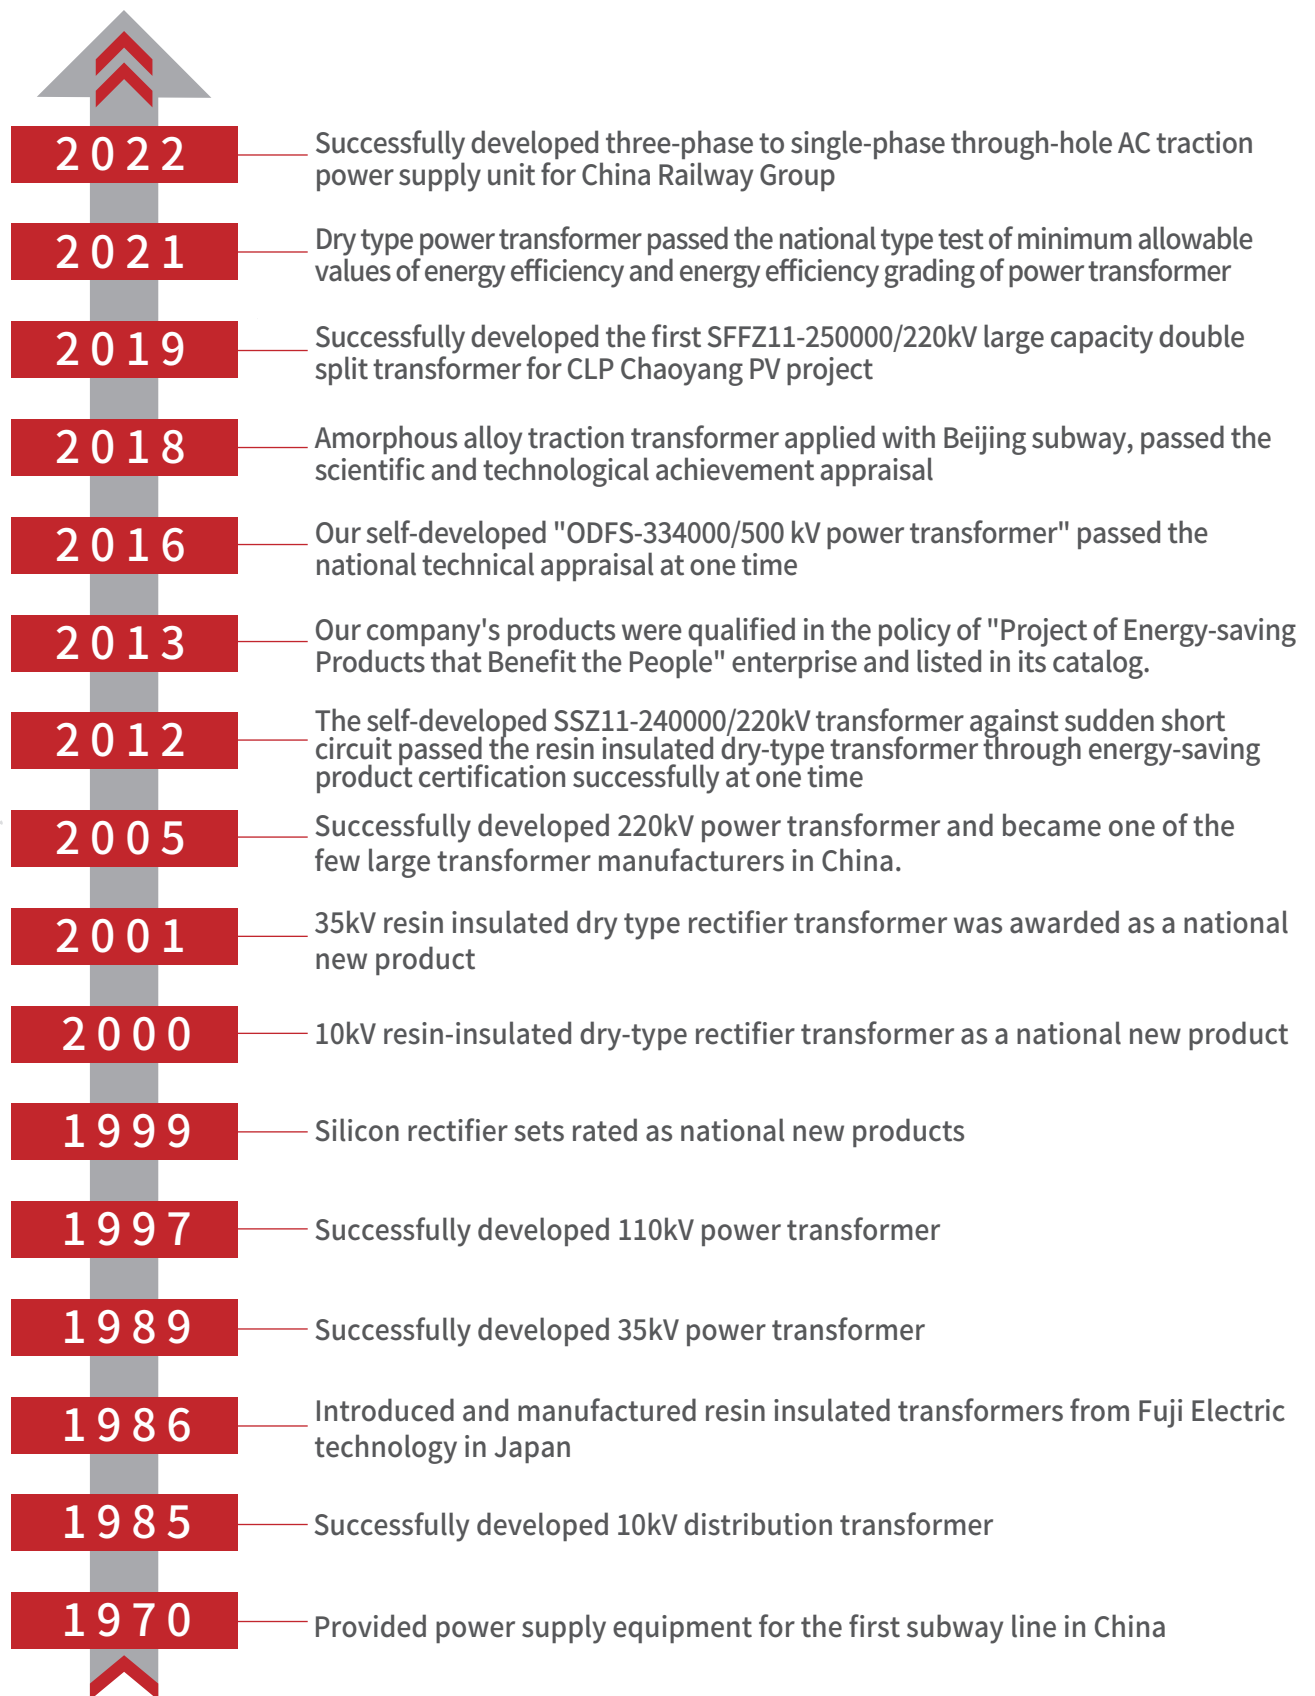 2022
Successfully developed three-phase to single-phase through-hole AC traction
power supply unit for China Railway Group
2021
Dry type power transformer passed the national type test of minimum allowable
values of energy efficiency and energy efficiency grading of power transformer
2019
Successfully developed the first SFFZ11-250000/220kV large capacity double
split transformer for CLP Chaoyang PV project
2018
Amorphous alloy traction transformer applied with Beijing subway, passed the
scientific and technological achievement appraisal
2016
Our self-developed "ODFS-334000/500 kV power transformer" passed the
national technical appraisal at one time
2013
Our company's products were qualified in the policy of "Project of Energy-saving
Products that Benefit the People" enterprise and listed in its catalog.
2012
The self-developed SSZ11-240000/220kV transformer against sudden short
circuit passed the resin insulated dry-type transformer through energy-saving
product certification successfully at one time
2005
Successfully developed 220kV power transformer and became one of the
few large transformer manufacturers in China.
2001
35kV resin insulated dry type rectifier transformer was awarded as a national
new product
2000
10kV resin-insulated dry-type rectifier transformer as a national new product
1999
Silicon rectifier sets rated as national new products
1997
Successfully developed 110kV power transformer
1989
Successfully developed 35kV power transformer
1986
Introduced and manufactured resin insulated transformers from Fuji Electric
technology in Japan
1985
Successfully developed 10kV distribution transformer
1970
Provided power supply equipment for the first subway line in China